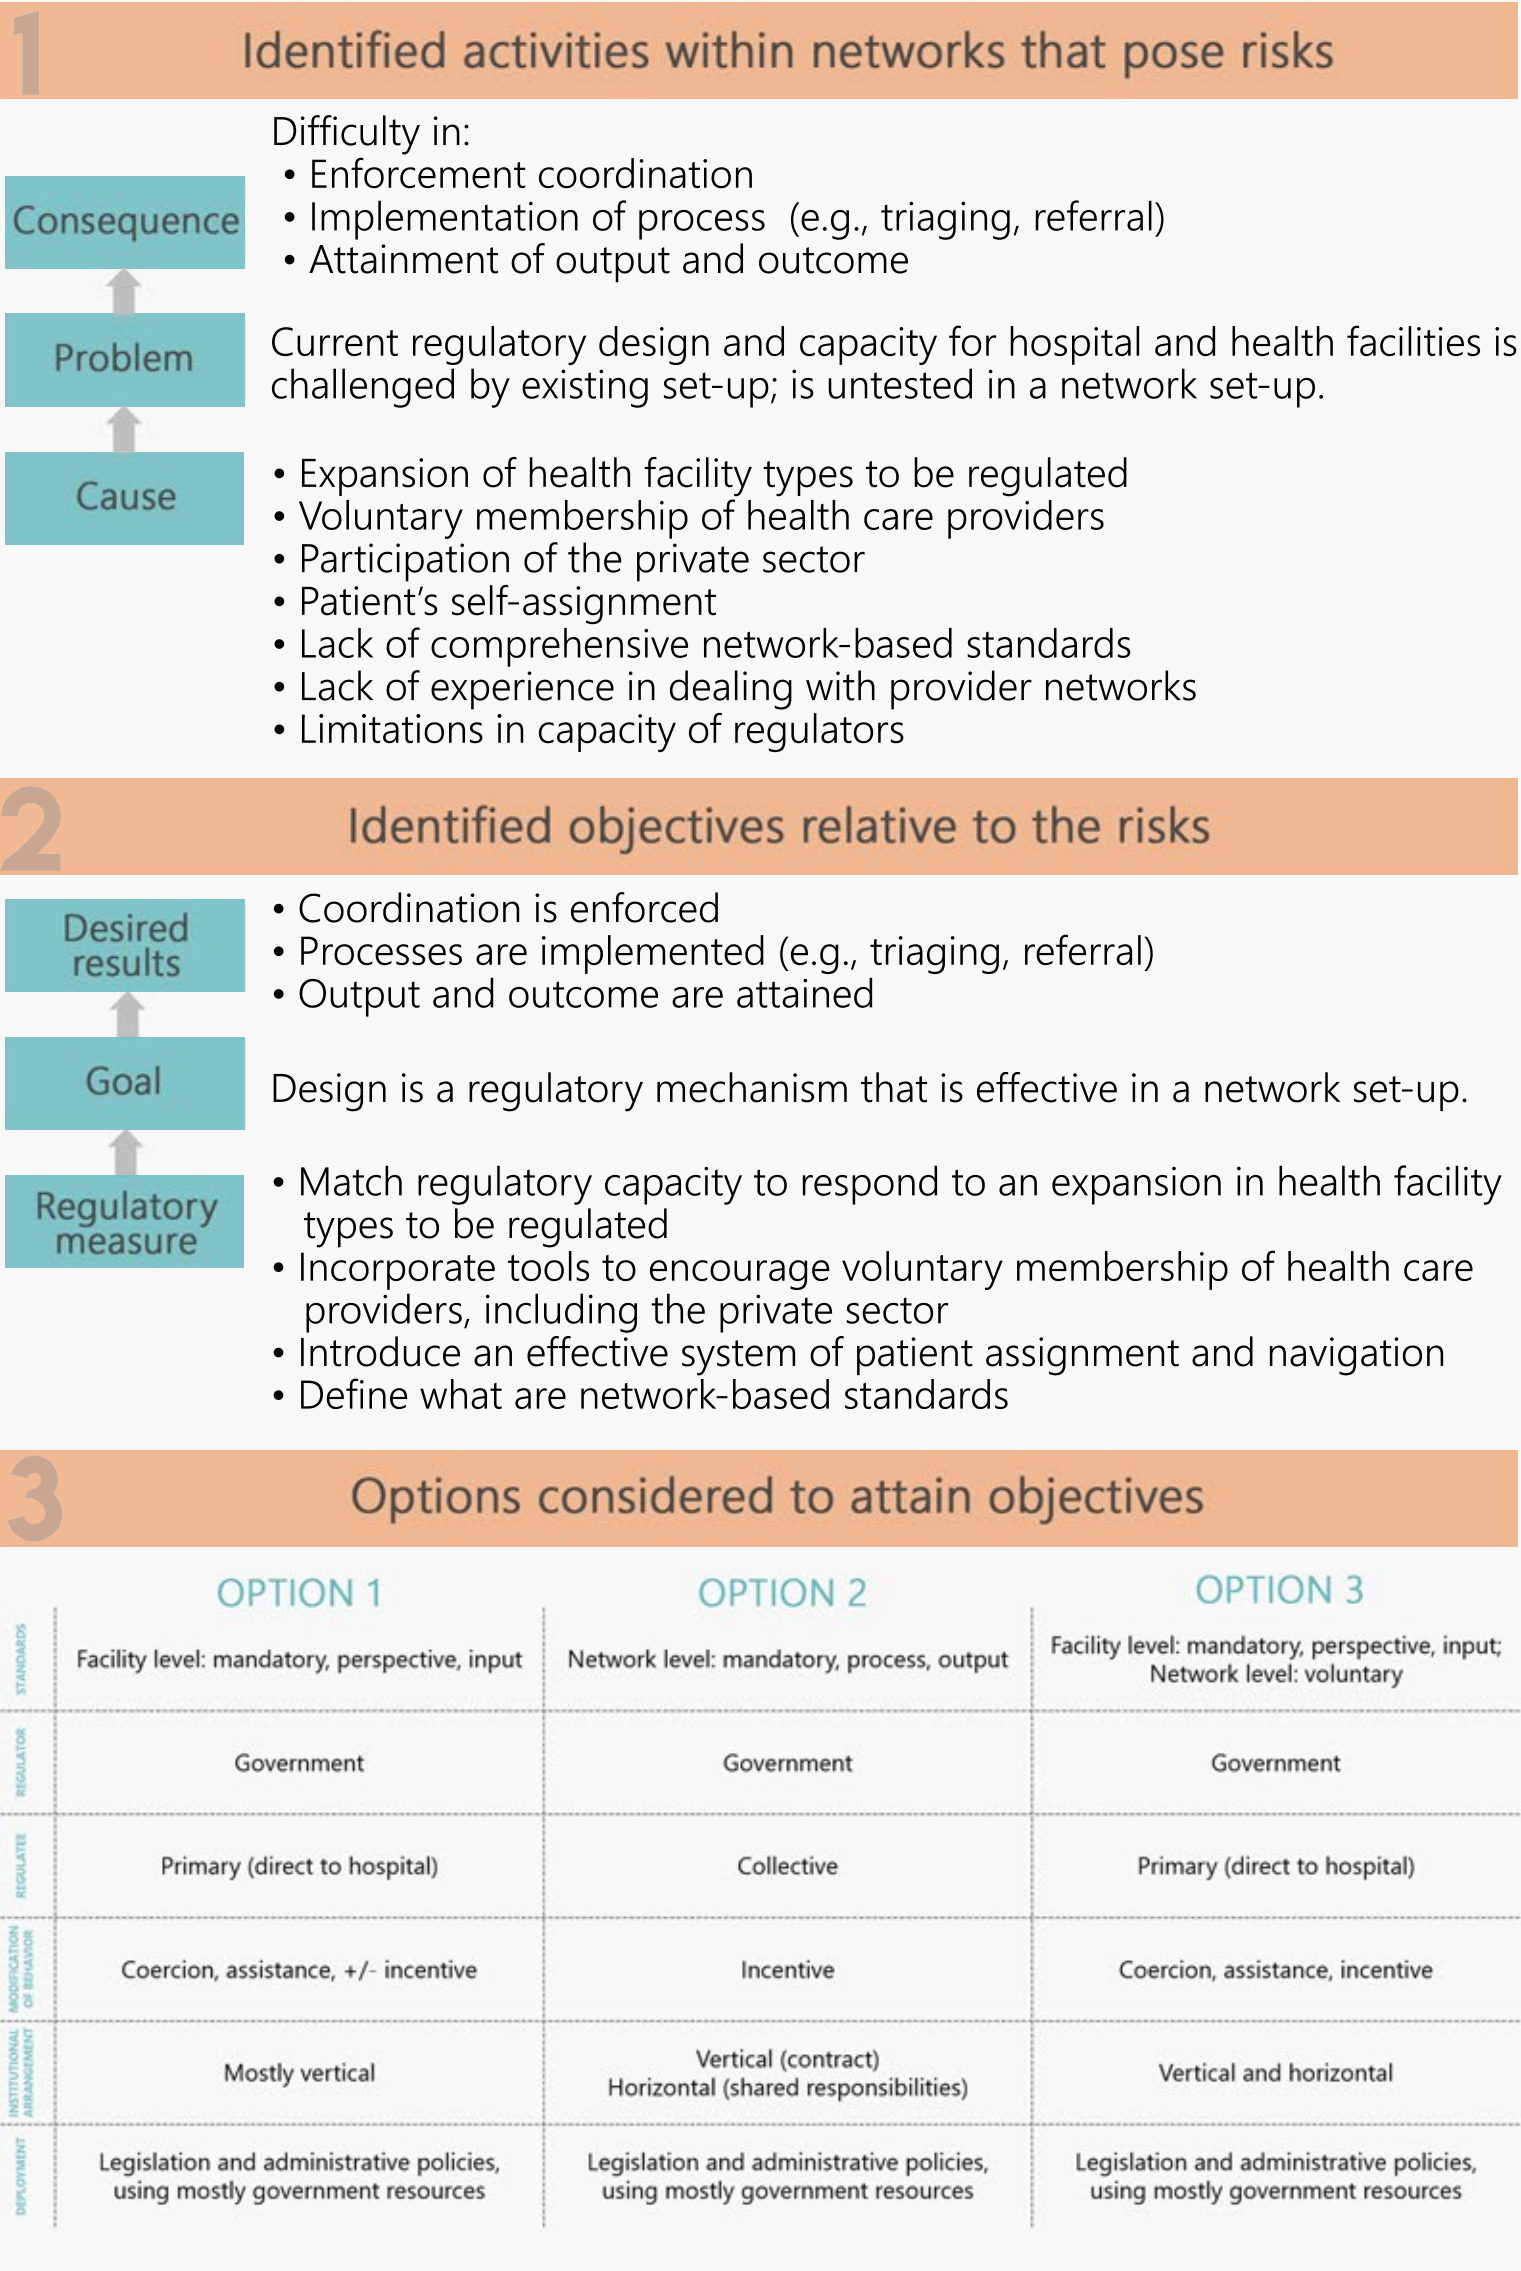 1
Identified activities within networks that pose risks
Consequence
Difficulty in:
• Enforcement coordination
• Implementation of process (e.g., triaging, referral)
• Attainment of output and outcome
Problem
Current regulatory design and capacity for hospital and health facilities is
challenged by existing set-up; is untested in a network set-up.
Cause
• Expansion of health facility types to be regulated
• Voluntary membership of health care providers
• Participation of the private sector
• Patient's self-assignment
• Lack of comprehensive network-based standards
• Lack of experience in dealing with provider networks
• Limitations in capacity of regulators
2
Identified objectives relative to the risks
Desired
results
• Coordination is enforced
• Processes are implemented (e.g., triaging, referral)
• Output and outcome are attained
Goal
Design is a regulatory mechanism that is effective in a network set-up.
Regulatory
measure
• Match regulatory capacity to respond to an expansion in health facility
types to be regulated
• Incorporate tools to encourage voluntary membership of health care
providers, including the private sector
• Introduce an effective system of patient assignment and navigation
• Define what are network-based standards
3
Options considered to attain objectives
OPTION 1
OPTION 2
OPTION 3
STANDARDS
Facility level: mandatory, perspective, input
Network level: mandatory, process, output
Facility level: mandatory, perspective, input;
Network level: voluntary
REGULATOR
Government
Government
Government
REGULATEE
Primary (direct to hospital)
Collective
Primary (direct to hospital)
MODIFICATION
OF BEHAVIOR
Coercion, assistance, +/- incentive
Incentive
Coercion, assistance, incentive
INSTITUTIONAL
ARRANGEMENT
Mostly vertical
Vertical (contract)
Horizontal (shared responsibilities)
Vertical and horizontal
DEPLOYMENT
Legislation and administrative policies,
using mostly government resources
Legislation and administrative policies,
using mostly government resources
Legislation and administrative policies,
using mostly government resources